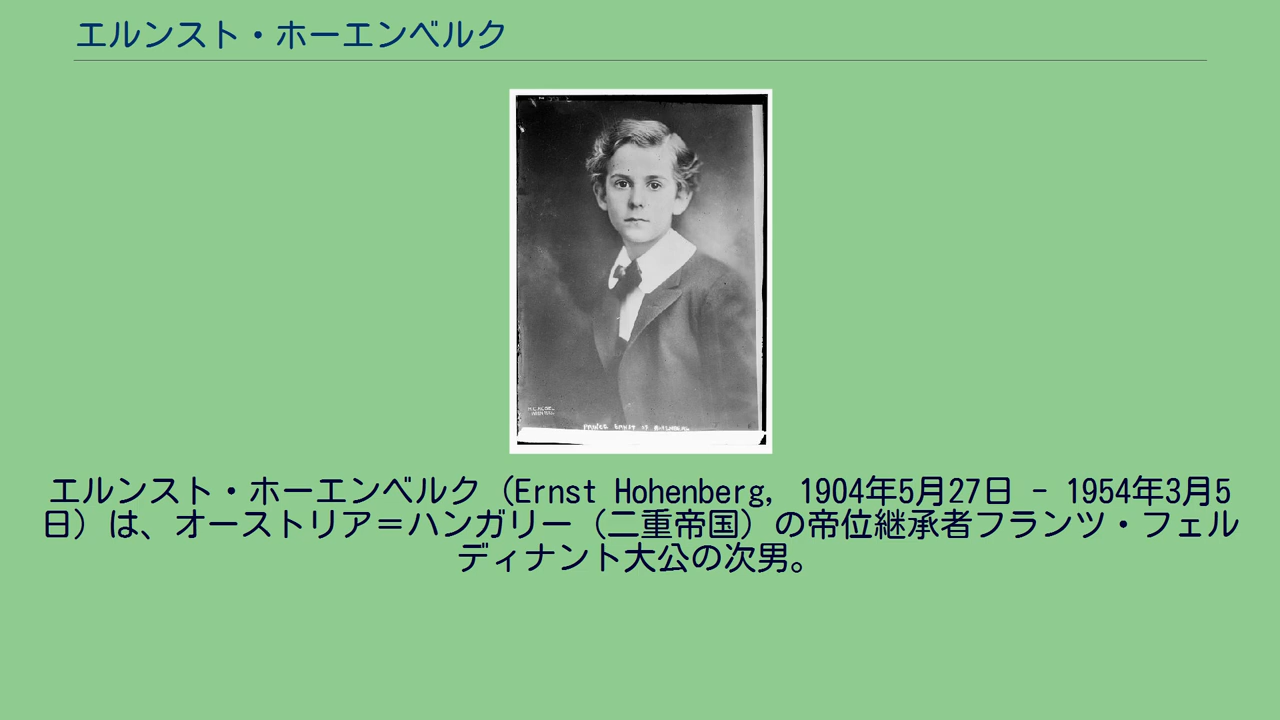 エルンスト・ホーエンベルク
エルンスト・ホーエンベルク（Ernst Hohenberg, 1904年5月27日 - 1954年3月5
日）は、オーストリア＝ハンガリー（二重帝国）の帝位継承者フランツ・フェル
ディナント大公の次男。